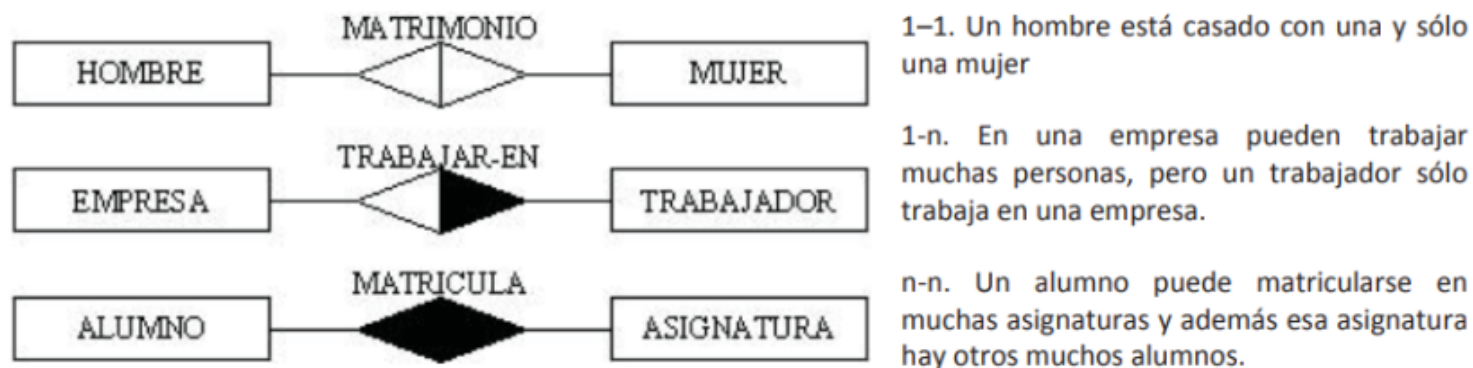 MATRIMONIO
HOMBRE
MUJER
1–1. Un hombre está casado con una y sólo
una mujer
TRABAJAR-EN
EMPRESA
TRABAJADOR
1-n. En una empresa pueden trabajar
muchas personas, pero un trabajador sólo
trabaja en una empresa.
MATRICULA
ALUMNO
ASIGNATURA
n-n. Un alumno puede matricularse en
muchas asignaturas y además esa asignatura
hay otros muchos alumnos.